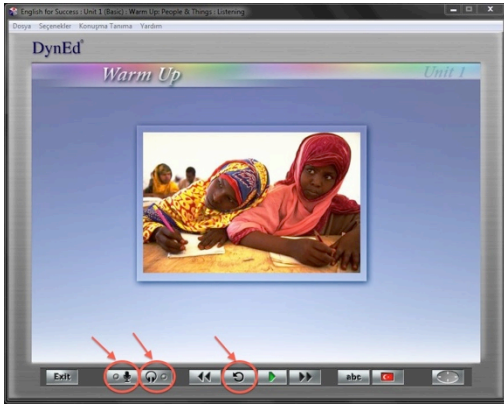 English for Success : Unit 1 (Basic) : Warm Up: People & Things : Listening
Dosya Seçenekler Konuşma Tanıma Yardım
DynEd®
Warm Up Unit 1
Exit abc